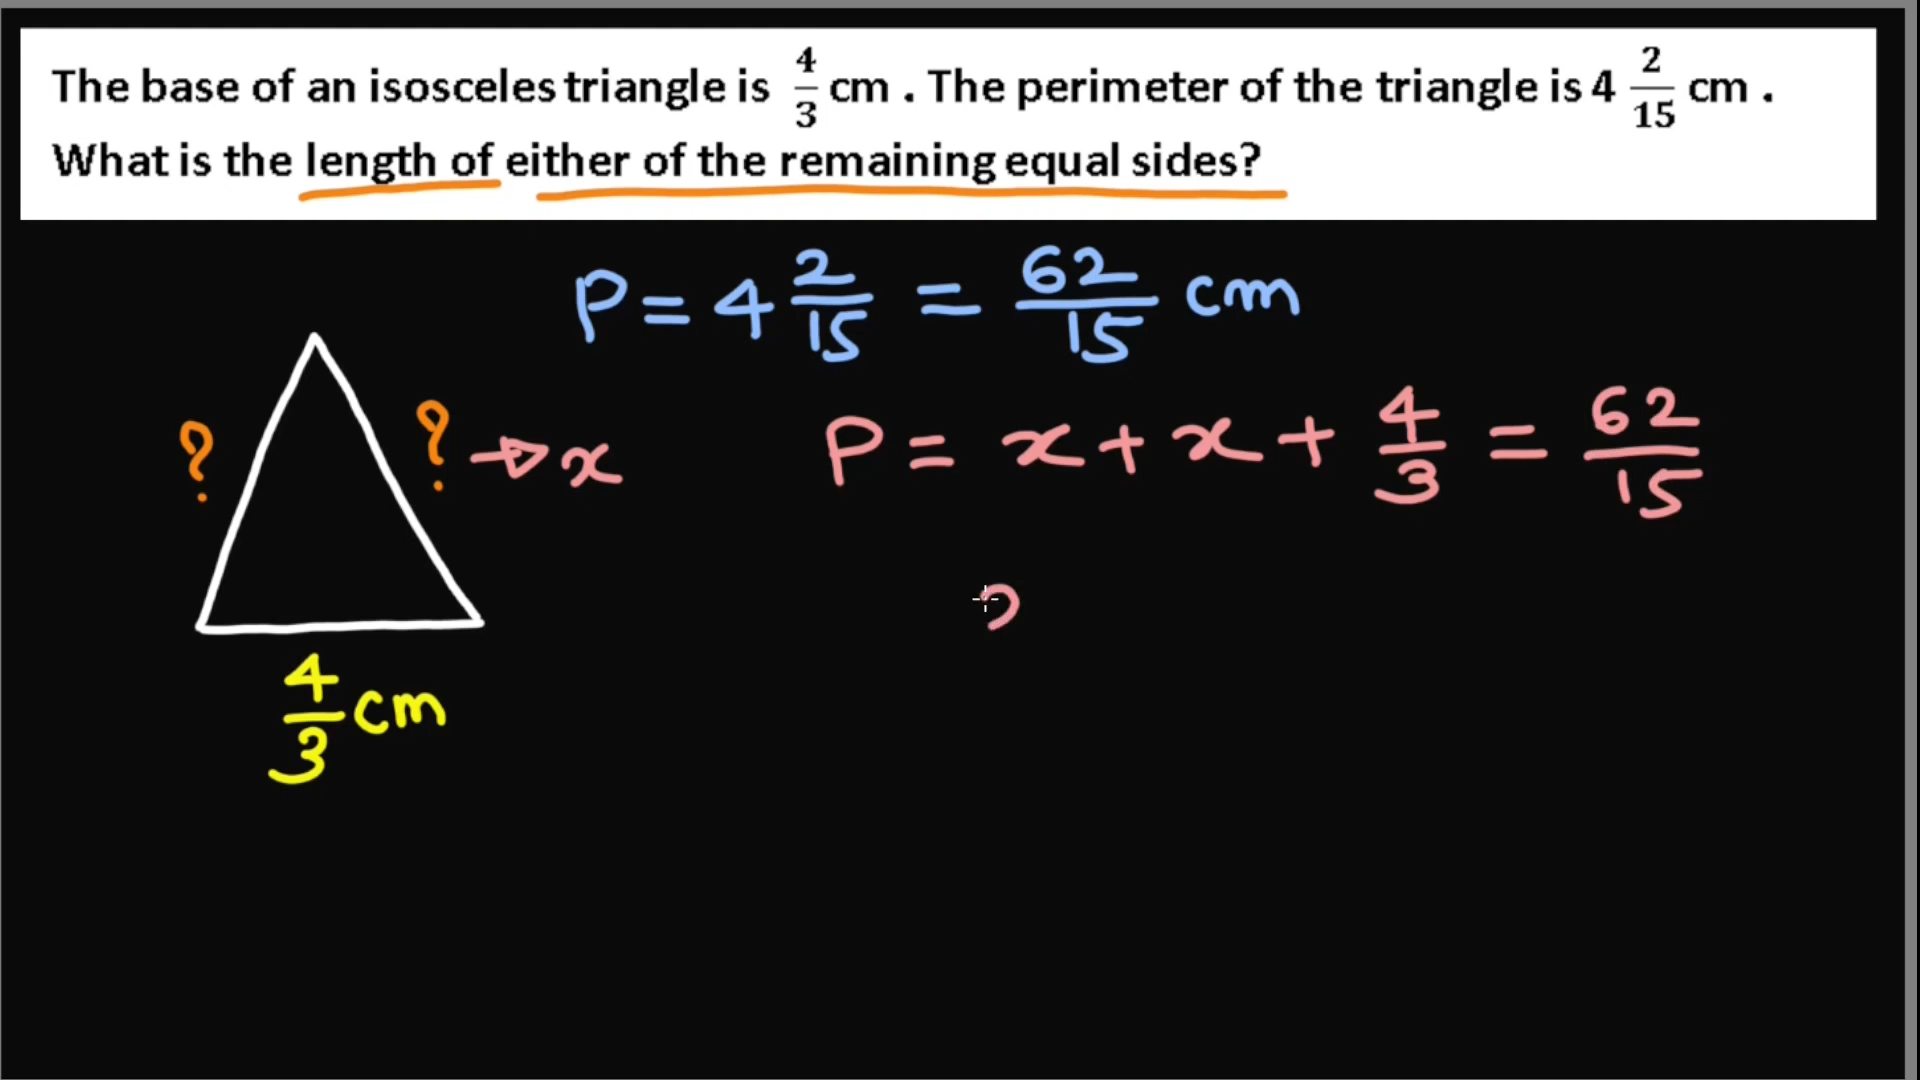 The base of an isosceles triangle is 4/3 cm . The perimeter of the triangle is 4 2/15 cm .
What is the length of either of the remaining equal sides?
P = 4 2/15 = 62/15 cm
? ? → x
P = x + x + 4/3 = 62/15
4/3 cm